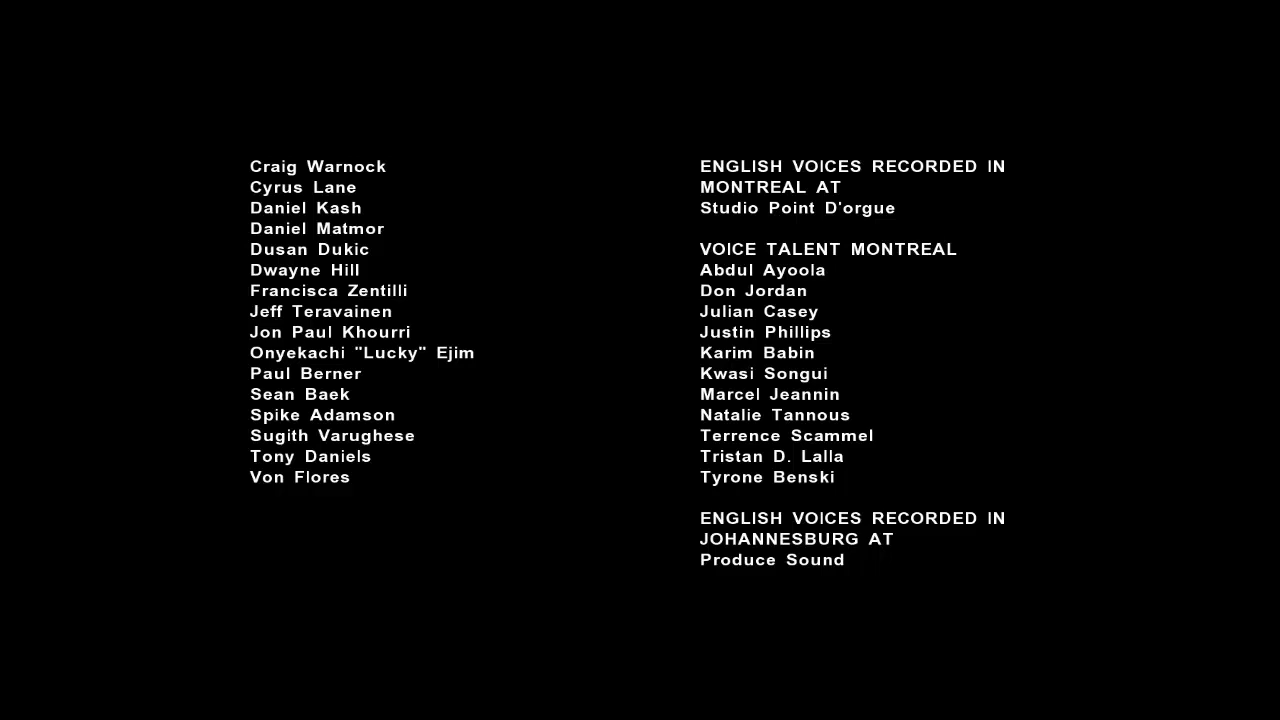 Craig Warnock
Cyrus Lane
Daniel Kash
Daniel Matmor
Dusan Dukic
Dwayne Hill
Francisca Zentilli
Jeff Teravainen
Jon Paul Khourri
Onyekachi "Lucky" Ejim
Paul Berner
Sean Baek
Spike Adamson
Sugith Varughese
Tony Daniels
Von Flores
ENGLISH VOICES RECORDED IN
MONTREAL AT
Studio Point D'orgue
VOICE TALENT MONTREAL
Abdul Ayoola
Don Jordan
Julian Casey
Justin Phillips
Karim Babin
Kwasi Songui
Marcel Jeannin
Natalie Tannous
Terrence Scammel
Tristan D. Lalla
Tyrone Benski
ENGLISH VOICES RECORDED IN
JOHANNESBURG AT
Produce Sound